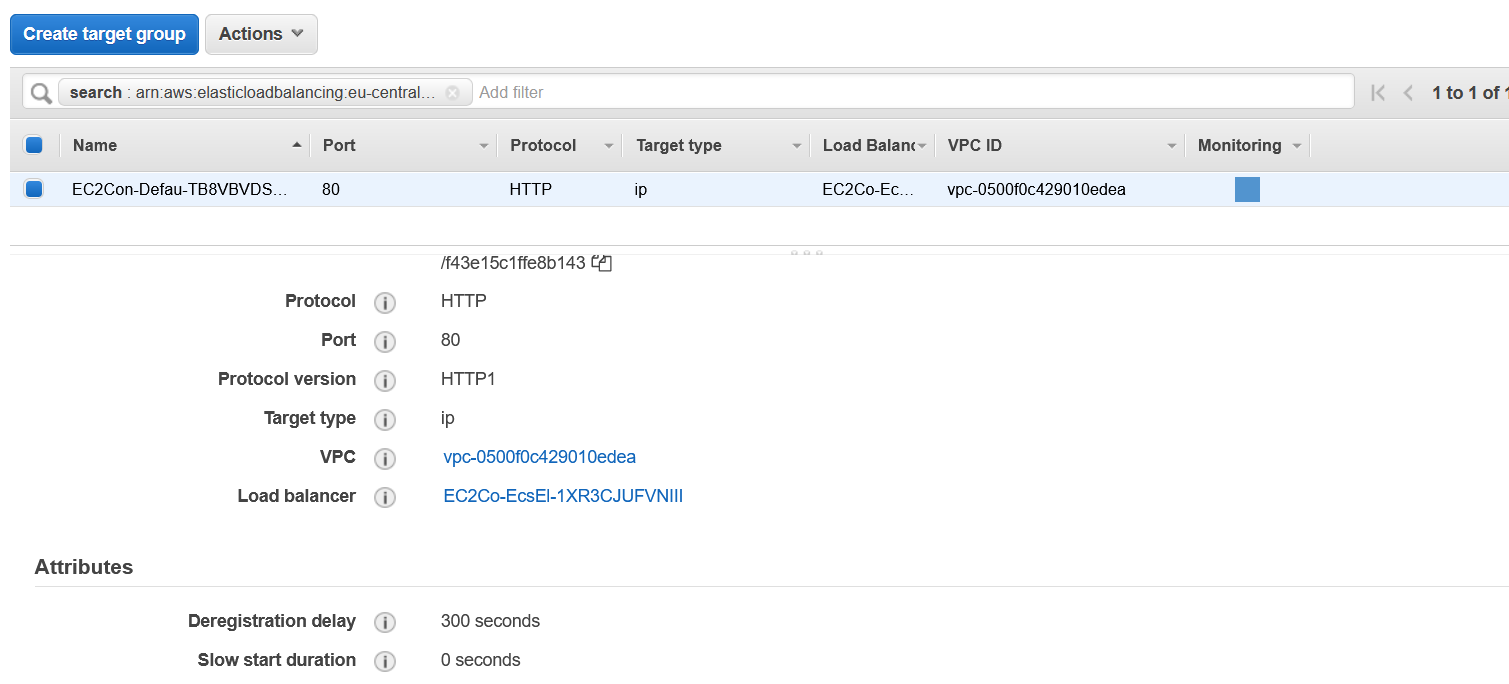 Create target group Actions
search : arn:aws:elasticloadbalancing:eu-central... Add filter 1 to 1 of
Name Port Protocol Target type Load Balanc VPC ID Monitoring
EC2Con-Defau-TB8VBVDS... 80 HTTP ip EC2Co-Ec... vpc-0500f0c429010edea
/f43e15c1ffe8b143
Protocol HTTP
Port 80
Protocol version HTTP1
Target type ip
VPC vpc-0500f0c429010edea
Load balancer EC2Co-EcsEl-1XR3CJUFVNIII
Attributes
Deregistration delay 300 seconds
Slow start duration 0 seconds